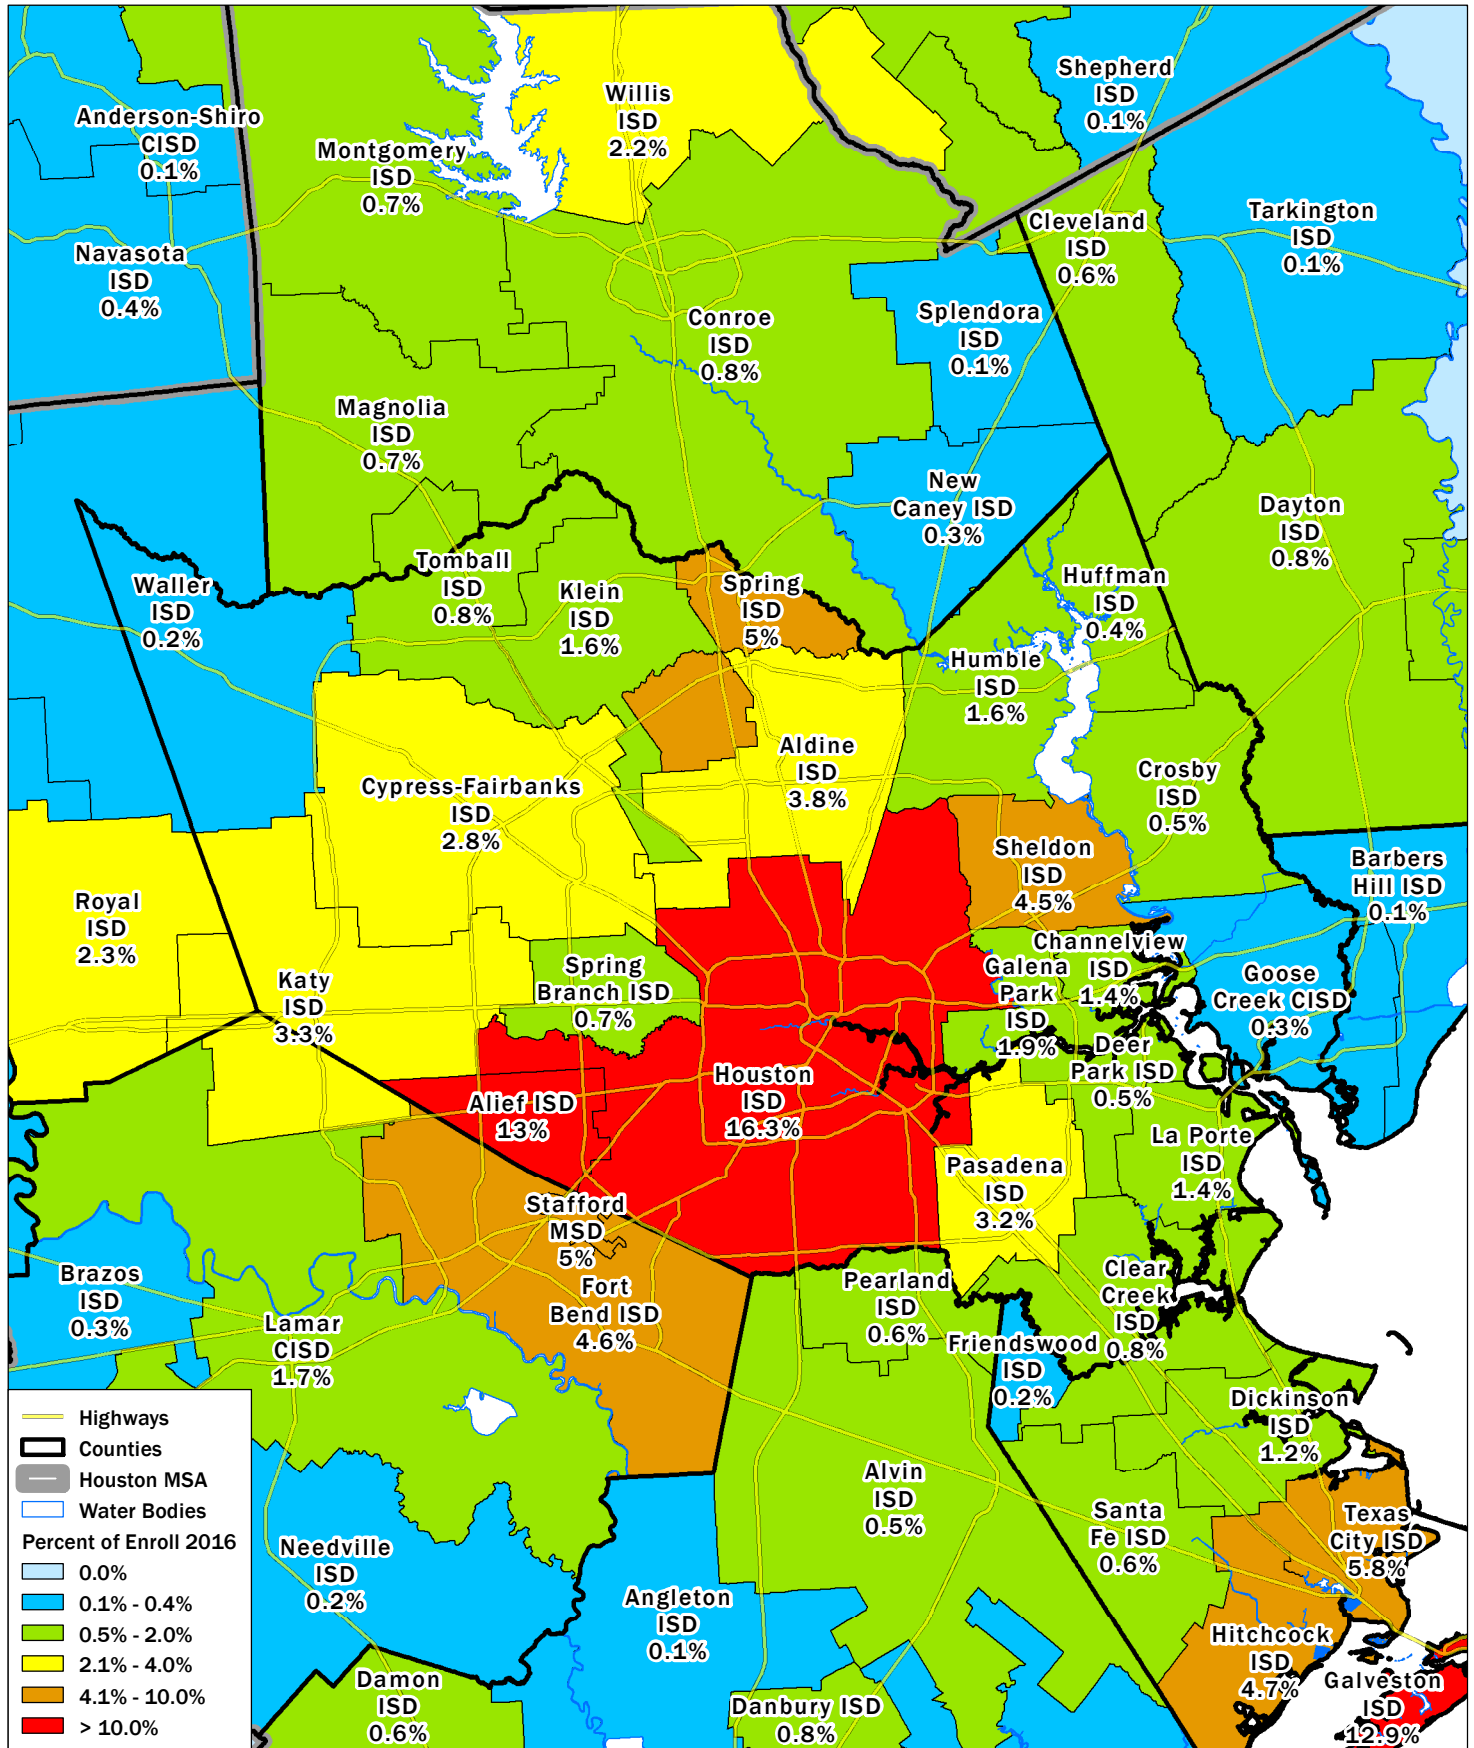 Shepherd
ISD
0.1%
Willis
ISD
2.2%
Anderson-Shiro
CISD
0.1%
Montgomery
ISD
0.7%
Tarkington
ISD
0.1%
Cleveland
ISD
0.6%
Navasota
ISD
0.4%
Splendora
ISD
0.1%
Conroe
ISD
0.8%
Magnolia
ISD
0.7%
New
Caney ISD
0.3%
Dayton
ISD
0.8%
Tomball
ISD
0.8%
Huffman
ISD
0.4%
Waller
ISD
0.2%
Spring
ISD
5%
Klein
ISD
1.6%
Humble
ISD
1.6%
Aldine
ISD
3.8%
Crosby
ISD
0.5%
Cypress-Fairbanks
ISD
2.8%
Sheldon
ISD
4.5%
Barbers
Hill ISD
0.1%
Royal
ISD
2.3%
Channelview
ISD
1.4%
Spring
Branch ISD
0.7%
Galena
Park
ISD
1.9%
Goose
Creek CISD
0.3%
Katy
ISD
3.3%
Deer
Park ISD
0.5%
Houston
ISD
16.3%
Alief ISD
13%
La Porte
ISD
1.4%
Pasadena
ISD
3.2%
Stafford
MSD
5%
Clear
Creek
ISD
0.8%
Brazos
ISD
0.3%
Pearland
ISD
0.6%
Fort
Bend ISD
4.6%
Lamar
CISD
1.7%
Friendswood
ISD
0.2%
Dickinson
ISD
1.2%
Alvin
ISD
0.5%
Santa
Fe ISD
0.6%
Texas
City ISD
5.8%
Needville
ISD
0.2%
Angleton
ISD
0.1%
Hitchcock
ISD
4.7%
Galveston
ISD
12.9%
Damon
ISD
0.6%
Danbury ISD
0.8%
Highways
Counties
Houston MSA
Water Bodies
Percent of Enroll 2016
0.0%
0.1% - 0.4%
0.5% - 2.0%
2.1% - 4.0%
4.1% - 10.0%
> 10.0%